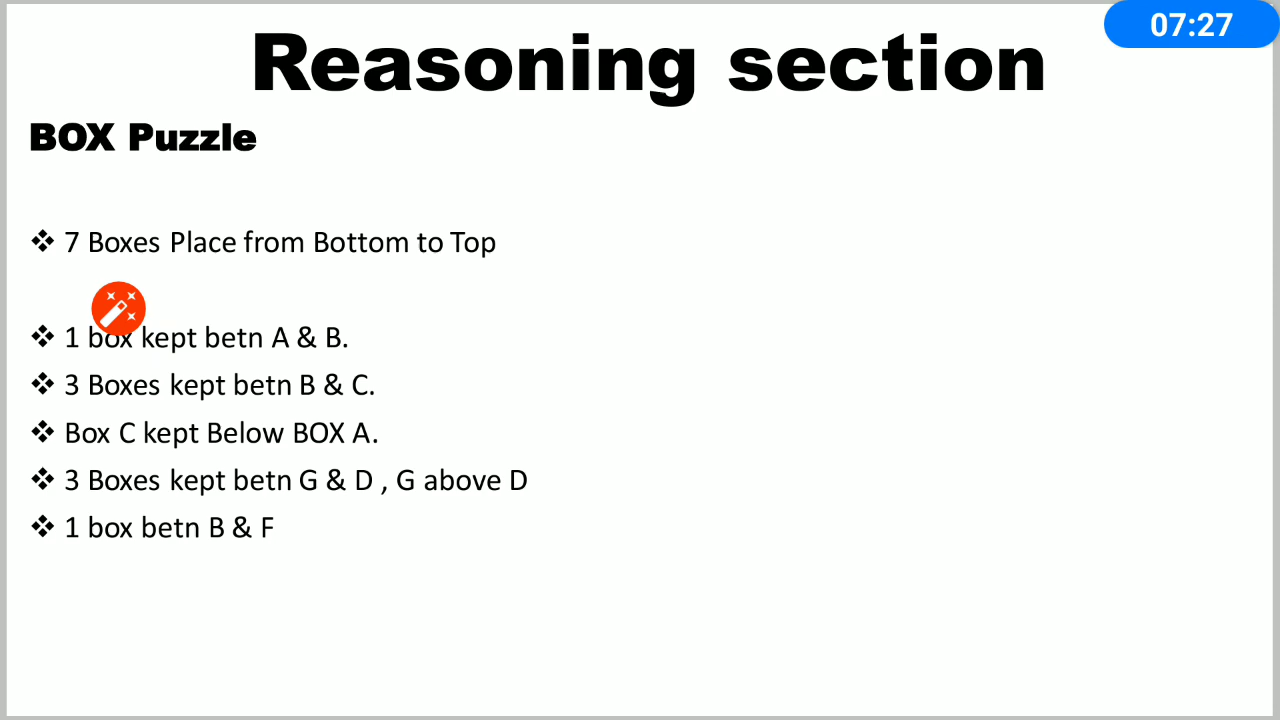 07:27
Reasoning section
BOX Puzzle
❖ 7 Boxes Place from Bottom to Top
❖ 1 box kept betn A & B.
❖ 3 Boxes kept betn B & C.
❖ Box C kept Below BOX A.
❖ 3 Boxes kept betn G & D , G above D
❖ 1 box betn B & F